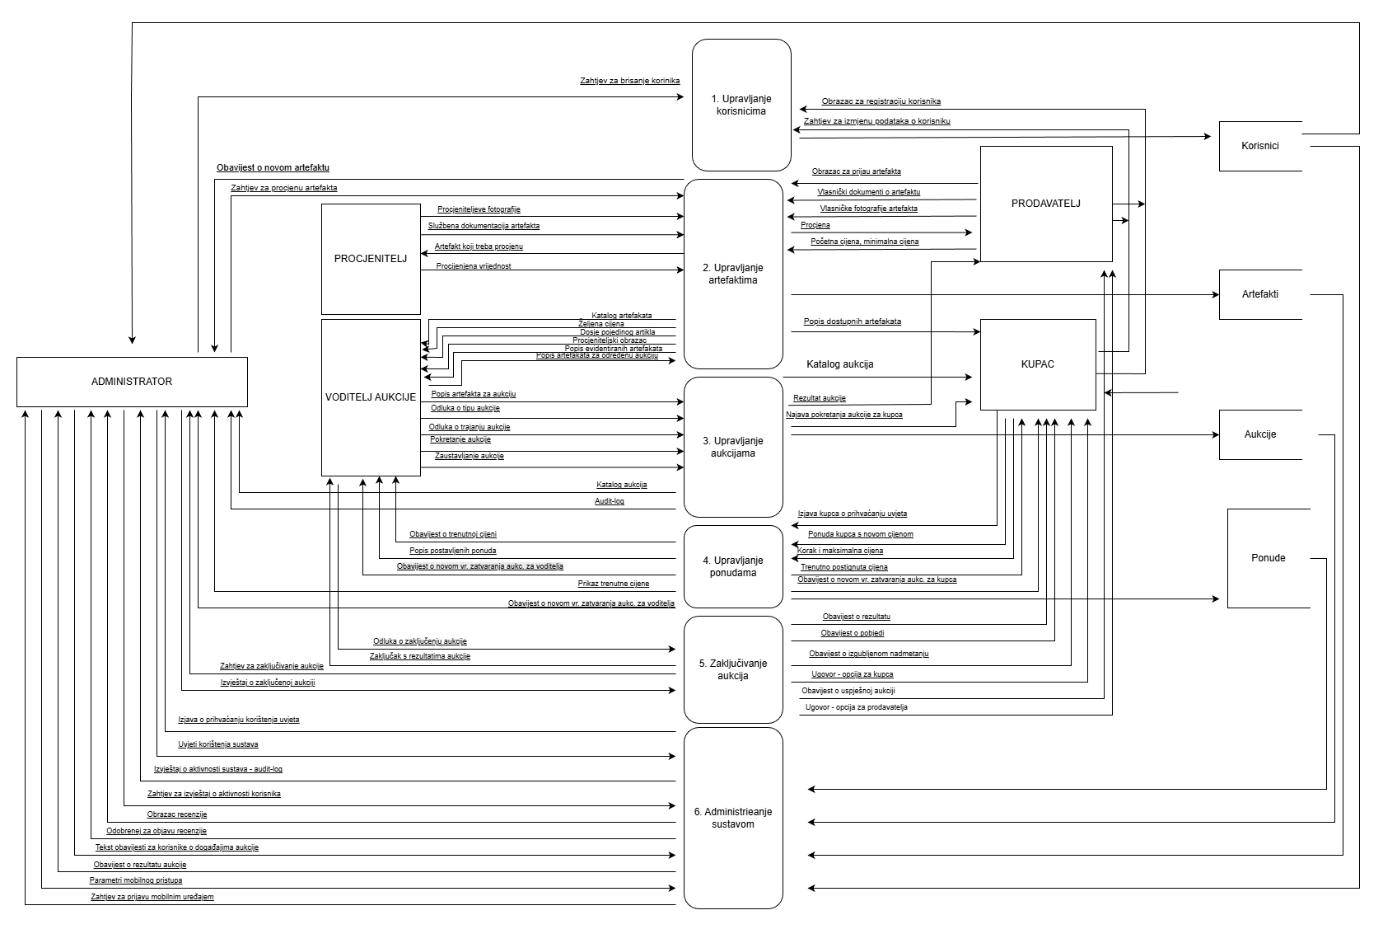 Zahtjev za brisanje korinika
1. Upravljanje
korisnicima
Obrazac za registraciju korisnika
Zahtjev za izmjenu podataka o korisniku
Korisnici
Obavijest o novom artefaktu
Zahtjev za procjenu artefakta
Obrazac za prijau artefakta
Vlasnički dokumenti o artefaktu
Vlasničke fotografije artefakta
Procjena
Početna cijena, minimalna cijena
PRODAVATELJ
Procjeniteljeve fotografije
Službena dokumentacija artefakta
Artefakt koji treba procjenu
Procijenjena vrijednost
PROCJENITELJ
2. Upravljanje
artefaktima
Artefakti
Katalog artefakata
Željena cijena
Dosje pojedinog artikla
Procjeniteljski obrazac
Popis evidentiranih artefakata
Popis artefakata za određenu aukciju
Popis dostupnih artefakata
Katalog aukcija
KUPAC
ADMINISTRATOR
VODITELJ AUKCIJE
Popis artefakta za aukciju
Odluka o tipu aukcije
Odluka o trajanju aukcije
Pokretanje aukcije
Zaustavljanje aukcije
Rezultat aukcije
Najava pokretanja aukcije za kupca
3. Upravljanje
aukcijama
Aukcije
Katalog aukcija
Audit-log
Izjava kupca o prihvaćanju uvjeta
Ponuda kupca s novom cijenom
Korak i maksimalna cijena
Trenutno postignuta cijena
Obavijest o novom vr. zatvaranja aukc. za kupca
Obavijest o trenutnoj cijeni
Popis postavljenih ponuda
Obavijest o novom vr. zatvaranja aukc. za voditelja
Prikaz trenutne cijene
Obavijest o novom vr. zatvaranja aukc. za voditelja
4. Upravljanje
ponudama
Ponude
Obavijest o rezultatu
Obavijest o pobjedi
Obavijest o izgubljenom nadmetanju
Ugovor - opcija za kupca
Obavijest o uspješnoj aukciji
Ugovor - opcija za prodavatelja
Odluka o zaključenju aukcije
Zaključak s rezultatima aukcije
Zahtjev za zaključivanje aukcije
Izvještaj o zaključenoj aukciji
5. Zaključivanje
aukcija
Izjava o prihvaćanju korištenja uvjeta
Uvjeti korištenja sustava
Izvještaj o aktivnosti sustava - audit-log
Zahtjev za izvještaj o aktivnosti korisnika
Obrazac recenzije
Odobrenej za objavu recenzije
Tekst obavijesti za korisnike o događajima aukcije
Obavijest o rezultatu aukcije
Parametri mobilnog pristupa
Zahtjev za prijavu mobilnim uređajem
6. Administrieanje
sustavom